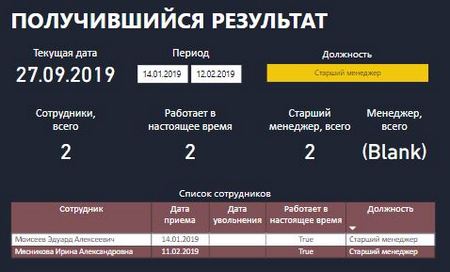 ПОЛУЧИВШИЙСЯ РЕЗУЛЬТАТ
Текущая дата Период Должность
27.09.2019 14.01.2019 12.02.2019 Старший менеджер
Сотрудники, Работает в Старший Менеджер,
всего настоящее время менеджер, всего всего
2 2 2 (Blank)
Список сотрудников
Сотрудник Дата Дата Работает в Должность
приема увольнения настоящее время
Моисеев Эдуард Алексеевич 14.01.2019 True Старший менеджер
Мясникова Ирина Александровна 11.02.2019 True Старший менеджер